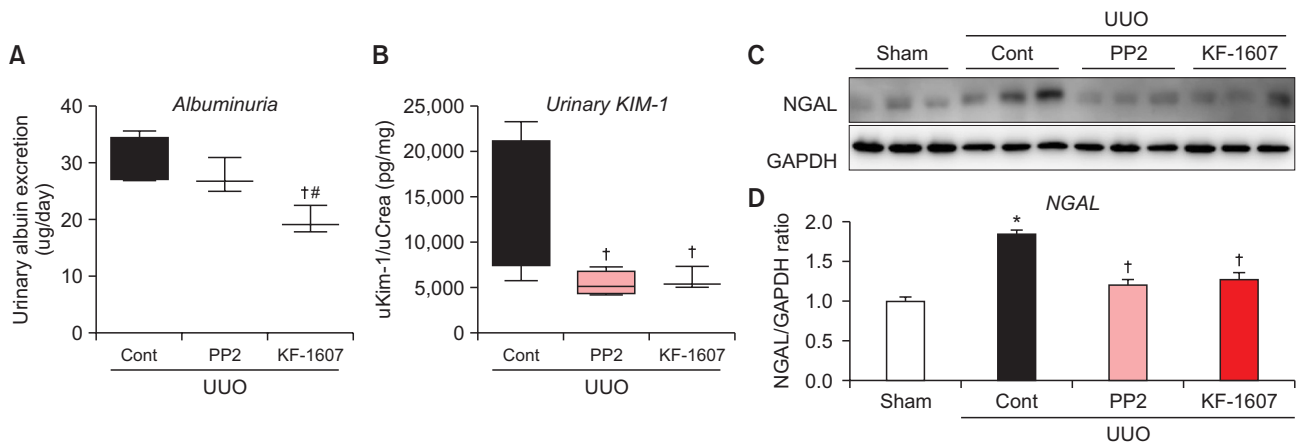 A
Albuminuria
Urinary albuin excretion
(ug/day)
40
30
20
10
0
†#
Cont PP2 KF-1607
UUO
B
Urinary KIM-1
uKim-1/uCrea (pg/mg)
25,000
20,000
15,000
10,000
5,000
0
† †
Cont PP2 KF-1607
UUO
C
UUO
Sham Cont PP2 KF-1607
NGAL
GAPDH
D
NGAL
NGAL/GAPDH ratio
2.0
1.5
1.0
0.5
0.0
* † †
Sham Cont PP2 KF-1607
UUO